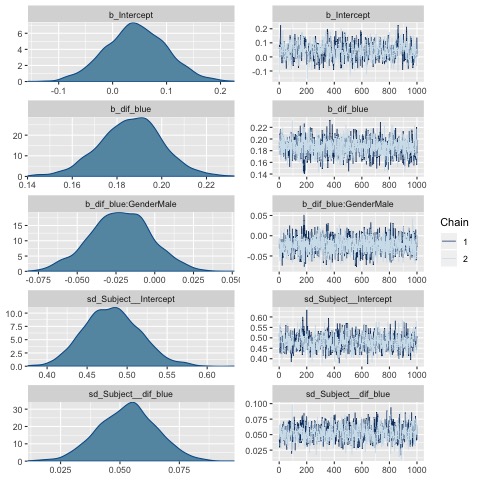 b_Intercept
6
4
2
0
-0.1 0.0 0.1 0.2
b_Intercept
0.2
0.1
0.0
-0.1
0 200 400 600 800 1000
b_dif_blue
20
10
0
0.14 0.16 0.18 0.20 0.22
b_dif_blue
0.22
0.20
0.18
0.16
0.14
0 200 400 600 800 1000
b_dif_blue:GenderMale
15
10
5
0
-0.075 -0.050 -0.025 0.000 0.025
b_dif_blue:GenderMale
0.05
0.00
-0.05
0 200 400 600 800 1000
sd_Subject__Intercept
10.0
7.5
5.0
2.5
0.0
0.40 0.45 0.50 0.55 0.60
sd_Subject__Intercept
0.60
0.55
0.50
0.45
0.40
0 200 400 600 800 1000
sd_Subject__dif_blue
30
20
10
0
0.025 0.050 0.075
sd_Subject__dif_blue
0.100
0.075
0.050
0.025
0 200 400 600 800 1000
Chain
1
2